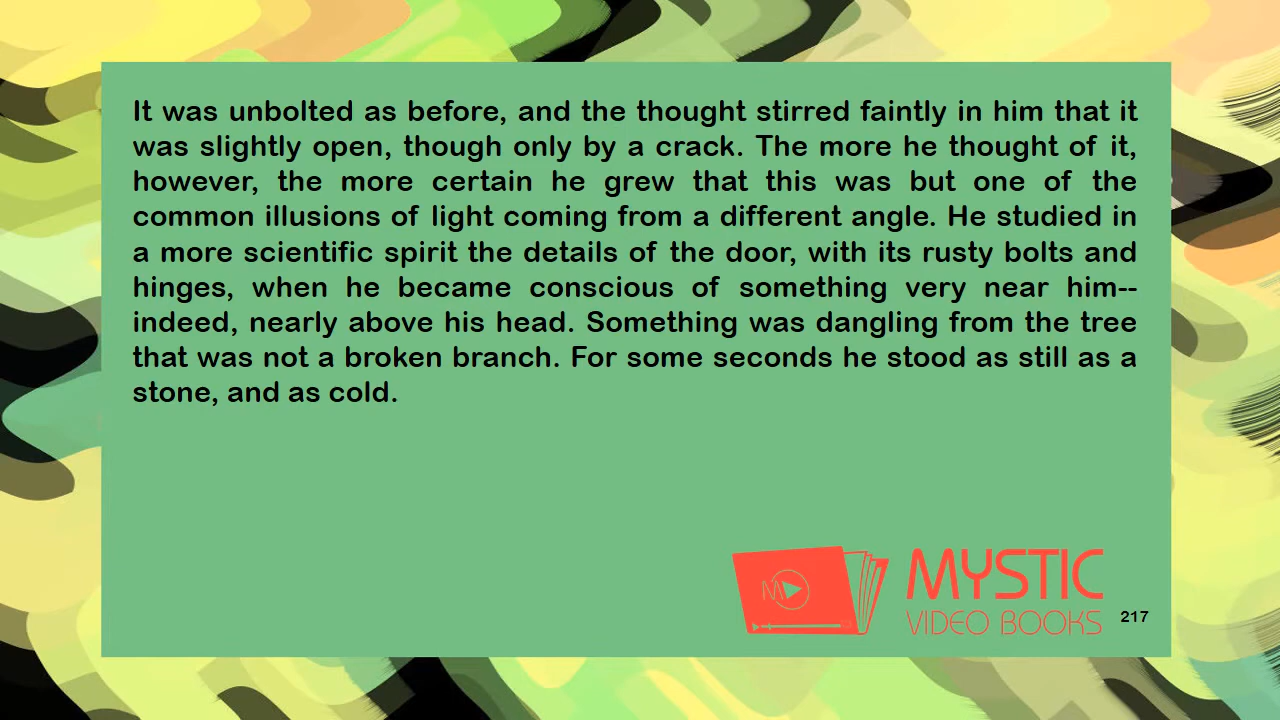 It was unbolted as before, and the thought stirred faintly in him that it
was slightly open, though only by a crack. The more he thought of it,
however, the more certain he grew that this was but one of the
common illusions of light coming from a different angle. He studied in
a more scientific spirit the details of the door, with its rusty bolts and
hinges, when he became conscious of something very near him--
indeed, nearly above his head. Something was dangling from the tree
that was not a broken branch. For some seconds he stood as still as a
stone, and as cold.
M
MYSTIC
VIDEO BOOKS
217